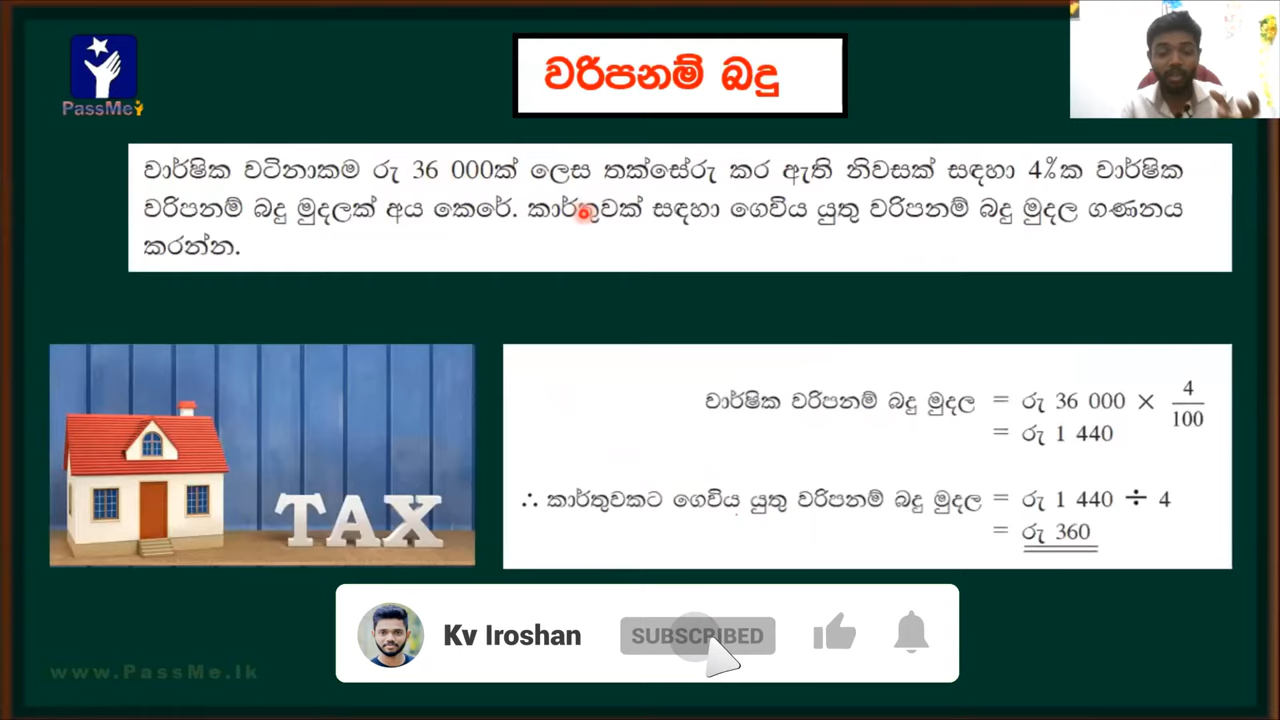 PassMe
වරිපනම් බදු
වාර්ෂික වටිනාකම රු 36 000ක් ලෙස තක්සේරු කර ඇති නිවසක් සඳහා 4%ක වාර්ෂික
වරිපනම් බදු මුදලක් අය කෙරේ. කාර්තුවක් සඳහා ගෙවිය යුතු වරිපනම් බදු මුදල ගණනය
කරන්න.
TAX
වාර්ෂික වරිපනම් බදු මුදල = රු 36 000 × 4/100
= රු 1 440
∴ කාර්තුවකට ගෙවිය යුතු වරිපනම් බදු මුදල = රු 1 440 ÷ 4
= රු 360
Kv Iroshan SUBSCRIBED
www.PassMe.lk